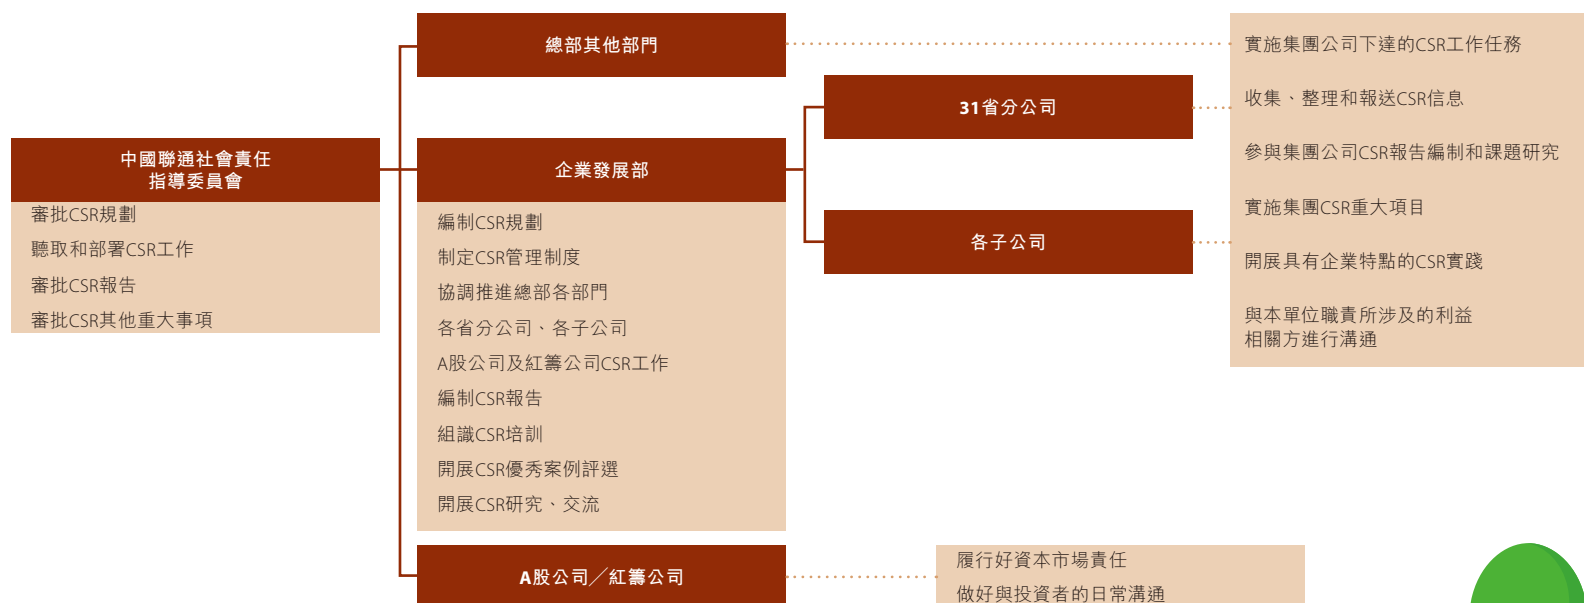 總部其他部門
實施集團公司下達的CSR工作任務
31省分公司
收集、整理和報送CSR信息
參與集團公司CSR報告編制和課題研究
實施集團CSR重大項目
各子公司
開展具有企業特點的CSR實踐
與本單位職責所涉及的利益
相關方進行溝通
中國聯通社會責任
指導委員會
審批CSR規劃
聽取和部署CSR工作
審批CSR報告
審批CSR其他重大事項
企業發展部
編制CSR規劃
制定CSR管理制度
協調推進總部各部門
各省分公司、各子公司
A股公司及紅籌公司CSR工作
編制CSR報告
組識CSR培訓
開展CSR優秀案例評選
開展CSR研究、交流
A股公司／紅籌公司
履行好資本市場責任
做好與投資者的日常溝通